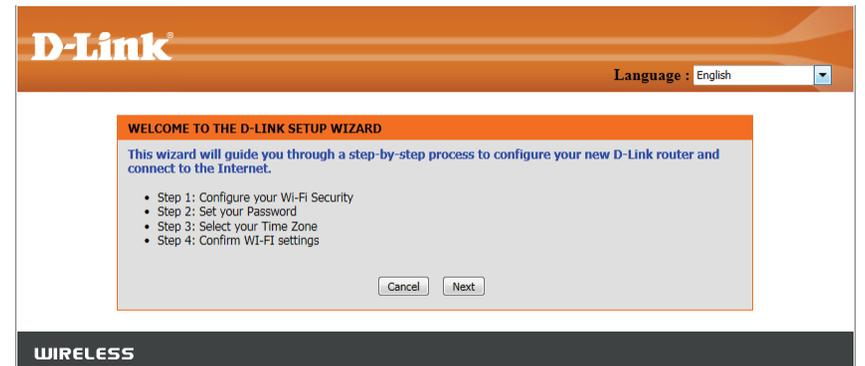 D-Link®
Language : English
WELCOME TO THE D-LINK SETUP WIZARD
This wizard will guide you through a step-by-step process to configure your new D-Link router and
connect to the Internet.
• Step 1: Configure your Wi-Fi Security
• Step 2: Set your Password
• Step 3: Select your Time Zone
• Step 4: Confirm WI-FI settings
Cancel Next
WIRELESS